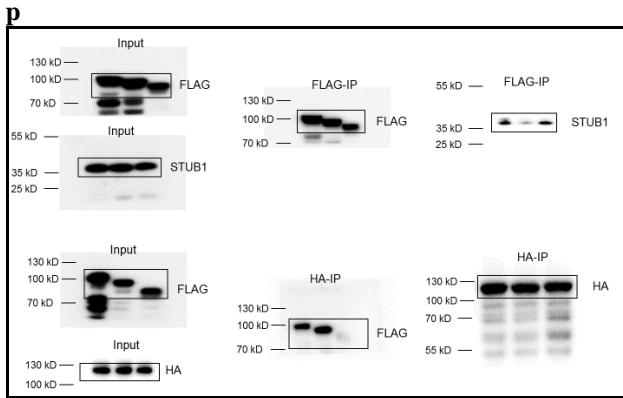 p
Input
130 kD
100 kD
70 kD
FLAG
Input
55 kD
35 kD
25 kD
STUB1
FLAG-IP
130 kD
100 kD
70 kD
FLAG
FLAG-IP
55 kD
35 kD
25 kD
STUB1
Input
130 kD
100 kD
70 kD
FLAG
Input
130 kD
100 kD
HA
HA-IP
130 kD
100 kD
70 kD
FLAG
HA-IP
130 kD
100 kD
70 kD
55 kD
HA